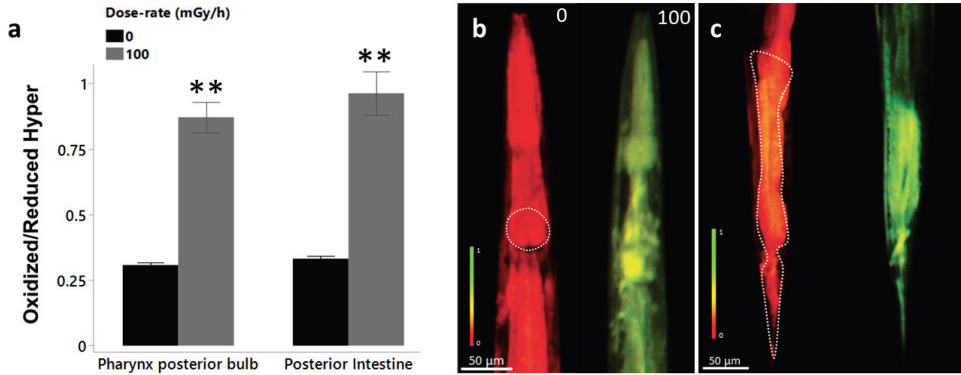 a
Dose-rate (mGy/h)
0
100
Oxidized/Reduced Hyper
1
0.75
0.5
0.25
0
** **
Pharynx posterior bulb Posterior Intestine
b
0
100
1
0
50 µm
c
1
0
50 µm